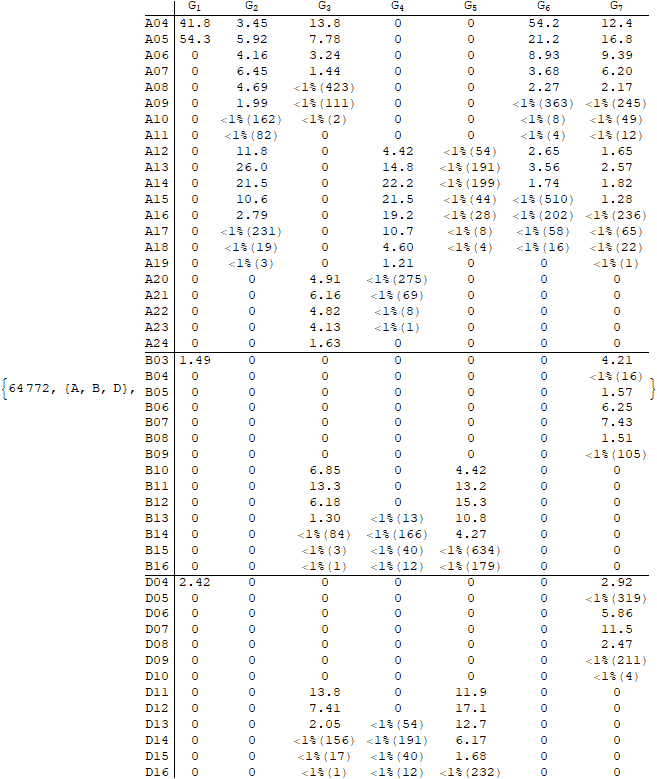 G1 G2 G3 G4 G5 G6 G7
A04 41.8 3.45 13.8 0 0 54.2 12.4
A05 54.3 5.92 7.78 0 0 21.2 16.8
A06 0 4.16 3.24 0 0 8.93 9.39
A07 0 6.45 1.44 0 0 3.68 6.20
A08 0 4.69 <1%(423) 0 0 2.27 2.17
A09 0 1.99 <1%(111) 0 0 <1%(363) <1%(245)
A10 0 <1%(162) <1%(2) 0 0 <1%(8) <1%(49)
A11 0 <1%(82) 0 0 0 <1%(4) <1%(12)
A12 0 11.8 0 4.42 <1%(54) 2.65 1.65
A13 0 26.0 0 14.8 <1%(191) 3.56 2.57
A14 0 21.5 0 22.2 <1%(199) 1.74 1.82
A15 0 10.6 0 21.5 <1%(44) <1%(510) 1.28
A16 0 2.79 0 19.2 <1%(28) <1%(202) <1%(236)
A17 0 <1%(231) 0 10.7 <1%(8) <1%(58) <1%(65)
A18 0 <1%(19) 0 4.60 <1%(4) <1%(16) <1%(22)
A19 0 <1%(3) 0 1.21 0 0 <1%(1)
A20 0 0 4.91 <1%(275) 0 0 0
A21 0 0 6.16 <1%(69) 0 0 0
A22 0 0 4.82 <1%(8) 0 0 0
A23 0 0 4.13 <1%(1) 0 0 0
A24 0 0 1.63 0 0 0 0
B03 1.49 0 0 0 0 0 4.21
B04 0 0 0 0 0 0 <1%(16)
{64772, {A, B, D}, B05 0 0 0 0 0 0 1.57 }
B06 0 0 0 0 0 0 6.25
B07 0 0 0 0 0 0 7.43
B08 0 0 0 0 0 0 1.51
B09 0 0 0 0 0 0 <1%(105)
B10 0 0 6.85 0 4.42 0 0
B11 0 0 13.3 0 13.2 0 0
B12 0 0 6.18 0 15.3 0 0
B13 0 0 1.30 <1%(13) 10.8 0 0
B14 0 0 <1%(84) <1%(166) 4.27 0 0
B15 0 0 <1%(3) <1%(40) <1%(634) 0 0
B16 0 0 <1%(1) <1%(12) <1%(179) 0 0
D04 2.42 0 0 0 0 0 2.92
D05 0 0 0 0 0 0 <1%(319)
D06 0 0 0 0 0 0 5.86
D07 0 0 0 0 0 0 11.5
D08 0 0 0 0 0 0 2.47
D09 0 0 0 0 0 0 <1%(211)
D10 0 0 0 0 0 0 <1%(4)
D11 0 0 13.8 0 11.9 0 0
D12 0 0 7.41 0 17.1 0 0
D13 0 0 2.05 <1%(54) 12.7 0 0
D14 0 0 <1%(156) <1%(191) 6.17 0 0
D15 0 0 <1%(17) <1%(40) 1.68 0 0
D16 0 0 <1%(1) <1%(12) <1%(232) 0 0